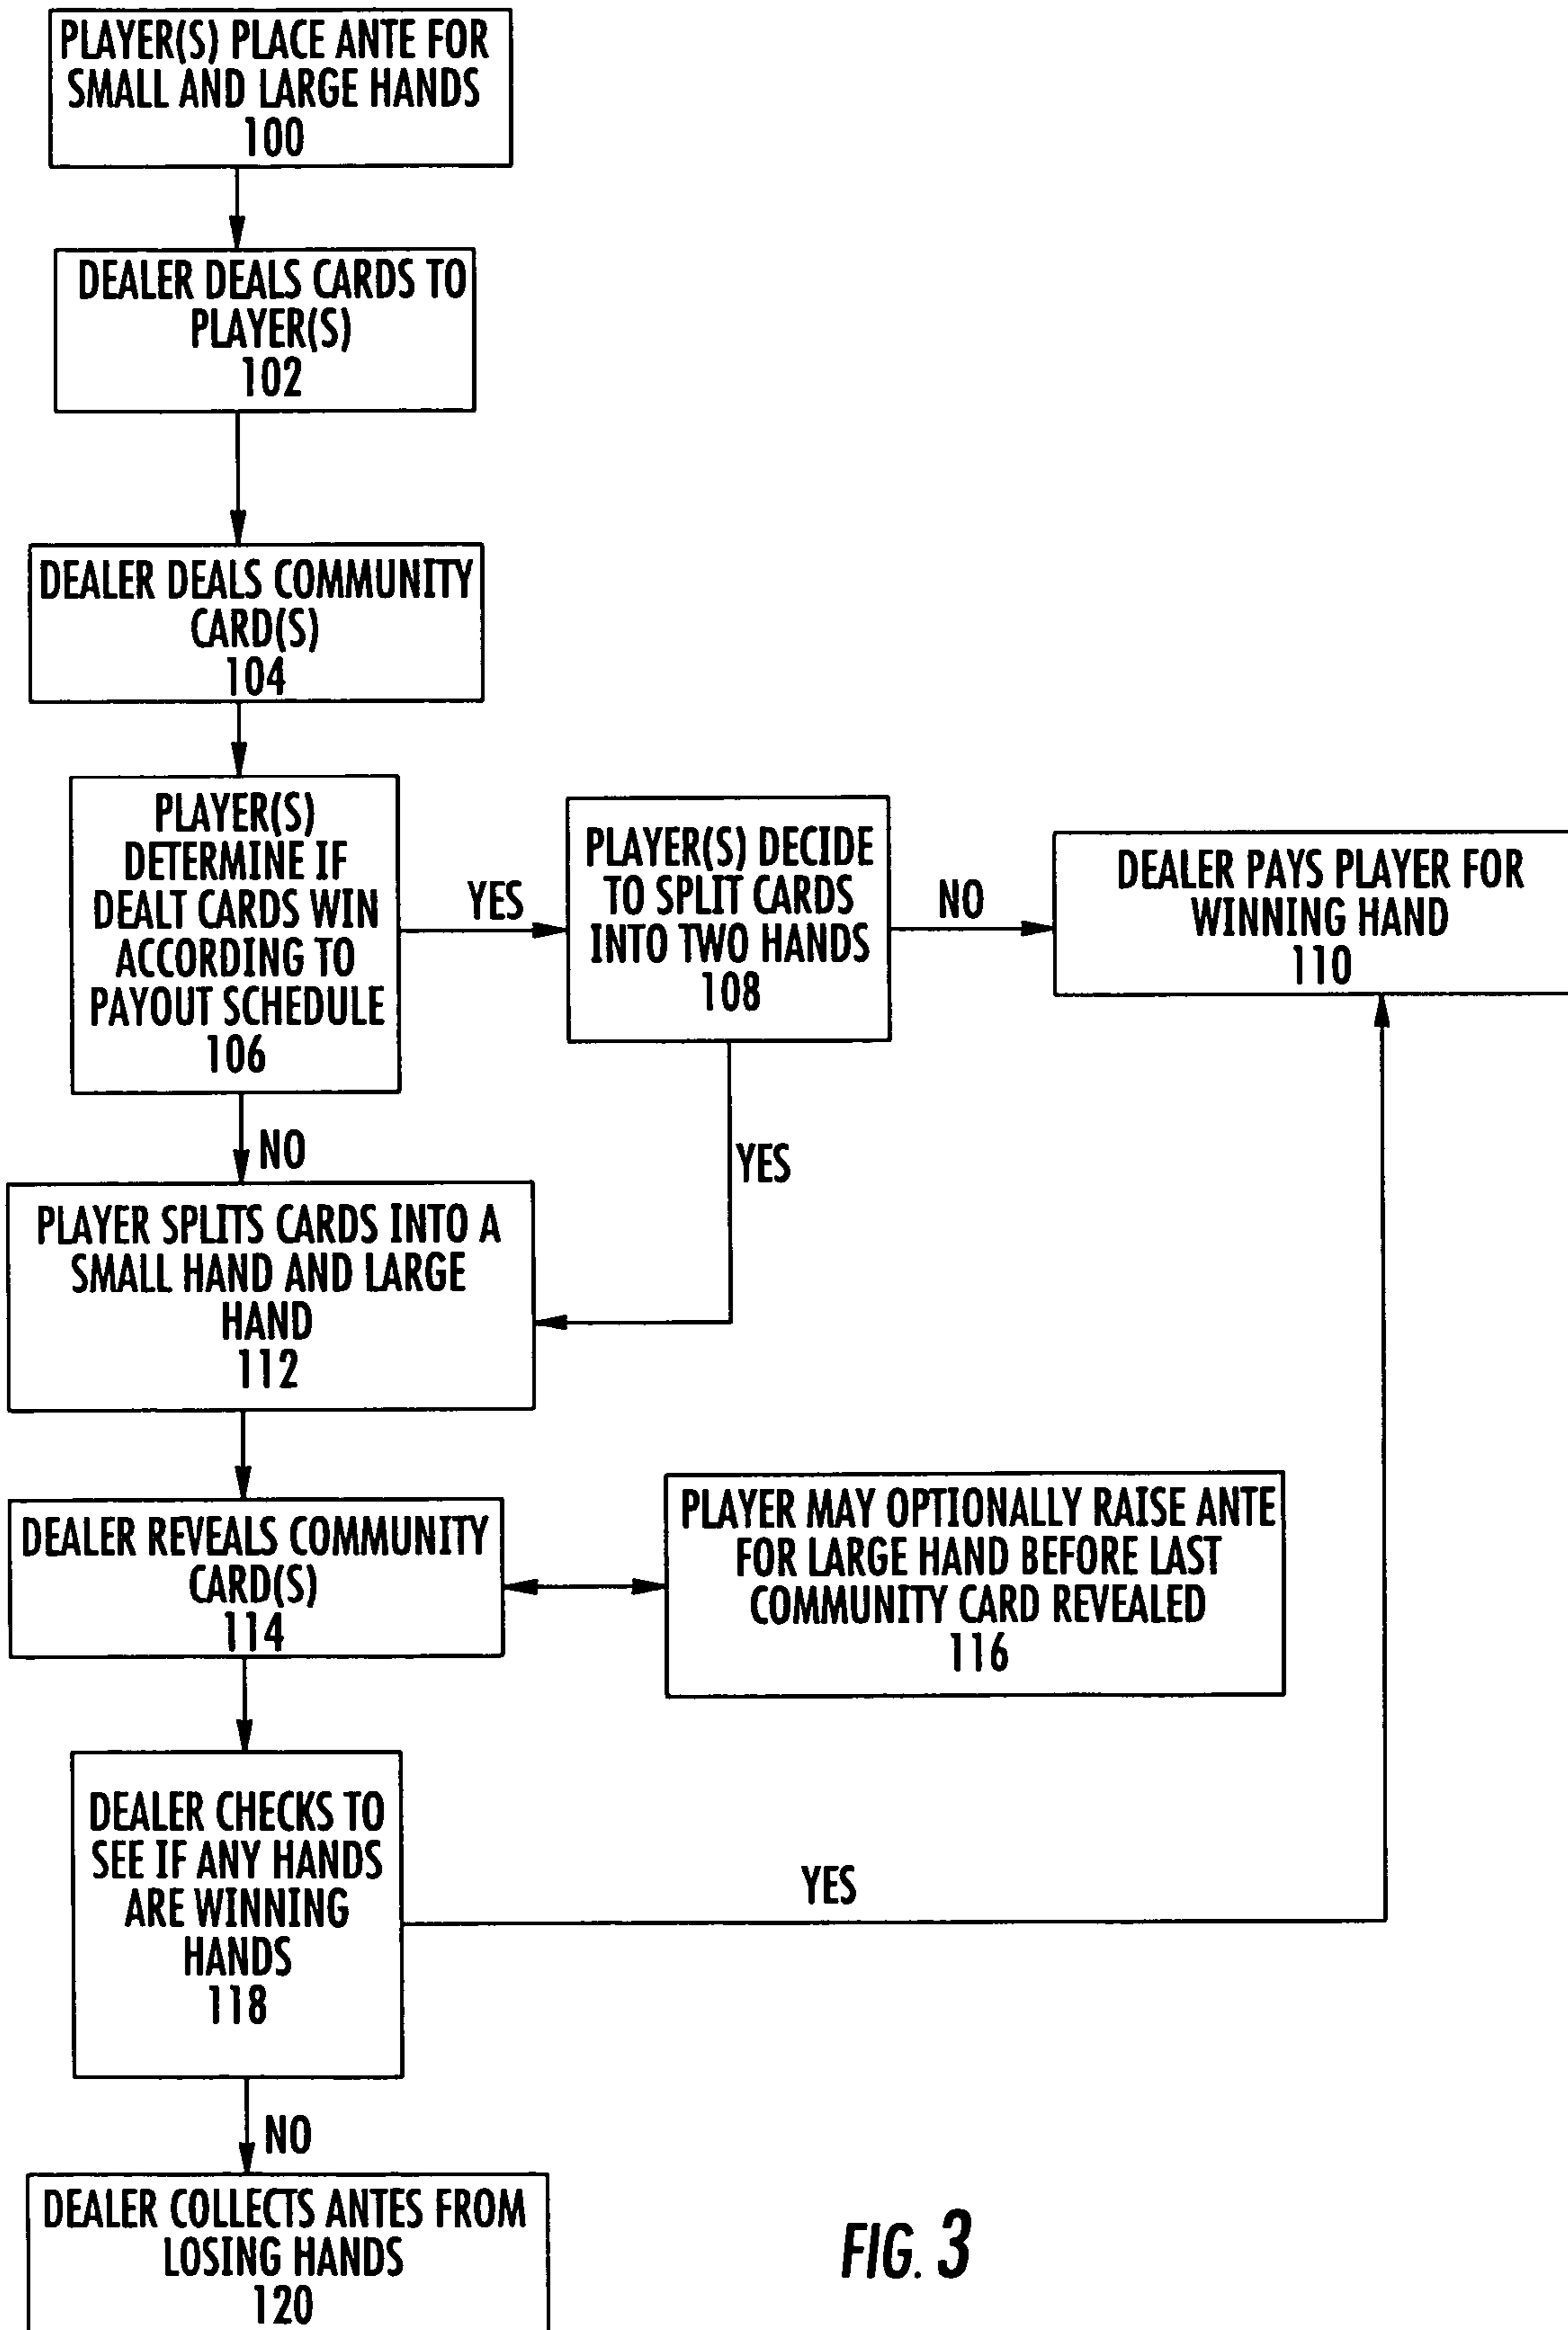 PLAYER(S) PLACE ANTE FOR
SMALL AND LARGE HANDS
100
DEALER DEALS CARDS TO
PLAYER(S)
102
DEALER DEALS COMMUNITY
CARD(S)
104
PLAYER(S)
DETERMINE IF
DEALT CARDS WIN
ACCORDING TO
PAYOUT SCHEDULE
106
YES
PLAYER(S) DECIDE
TO SPLIT CARDS
INTO TWO HANDS
108
NO
DEALER PAYS PLAYER FOR
WINNING HAND
110
NO
YES
PLAYER SPLITS CARDS INTO A
SMALL HAND AND LARGE
HAND
112
DEALER REVEALS COMMUNITY
CARD(S)
114
PLAYER MAY OPTIONALLY RAISE ANTE
FOR LARGE HAND BEFORE LAST
COMMUNITY CARD REVEALED
116
DEALER CHECKS TO
SEE IF ANY HANDS
ARE WINNING
HANDS
118
YES
NO
DEALER COLLECTS ANTES FROM
LOSING HANDS
120
FIG. 3